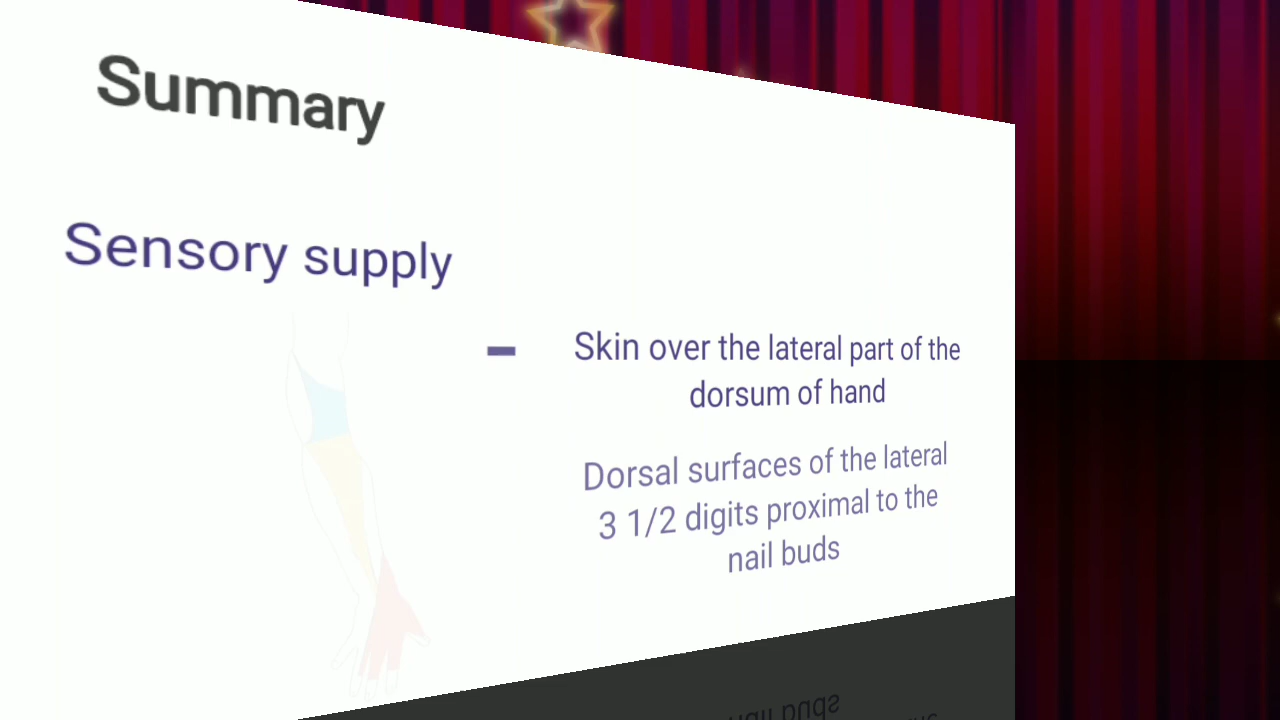 Summary
Sensory supply
- Skin over the lateral part of the
dorsum of hand
Dorsal surfaces of the lateral
3 1/2 digits proximal to the
nail buds